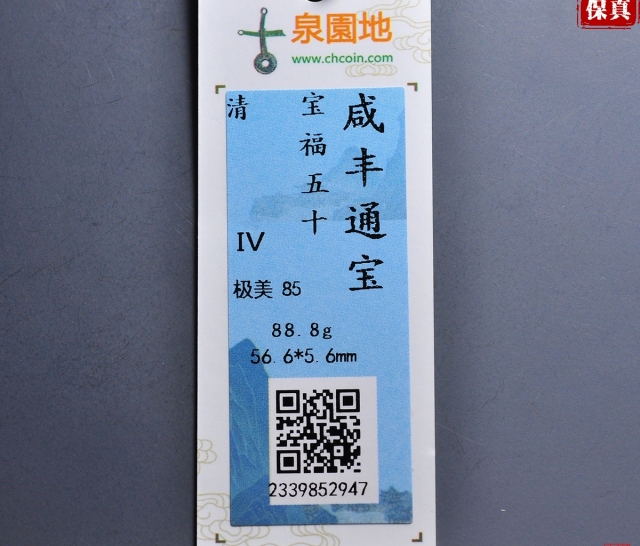 保真
泉園地
www.chcoin.com
咸丰通宝
宝福五十
清
IV
极美 85
88.8g
56.6*5.6mm
2339852947